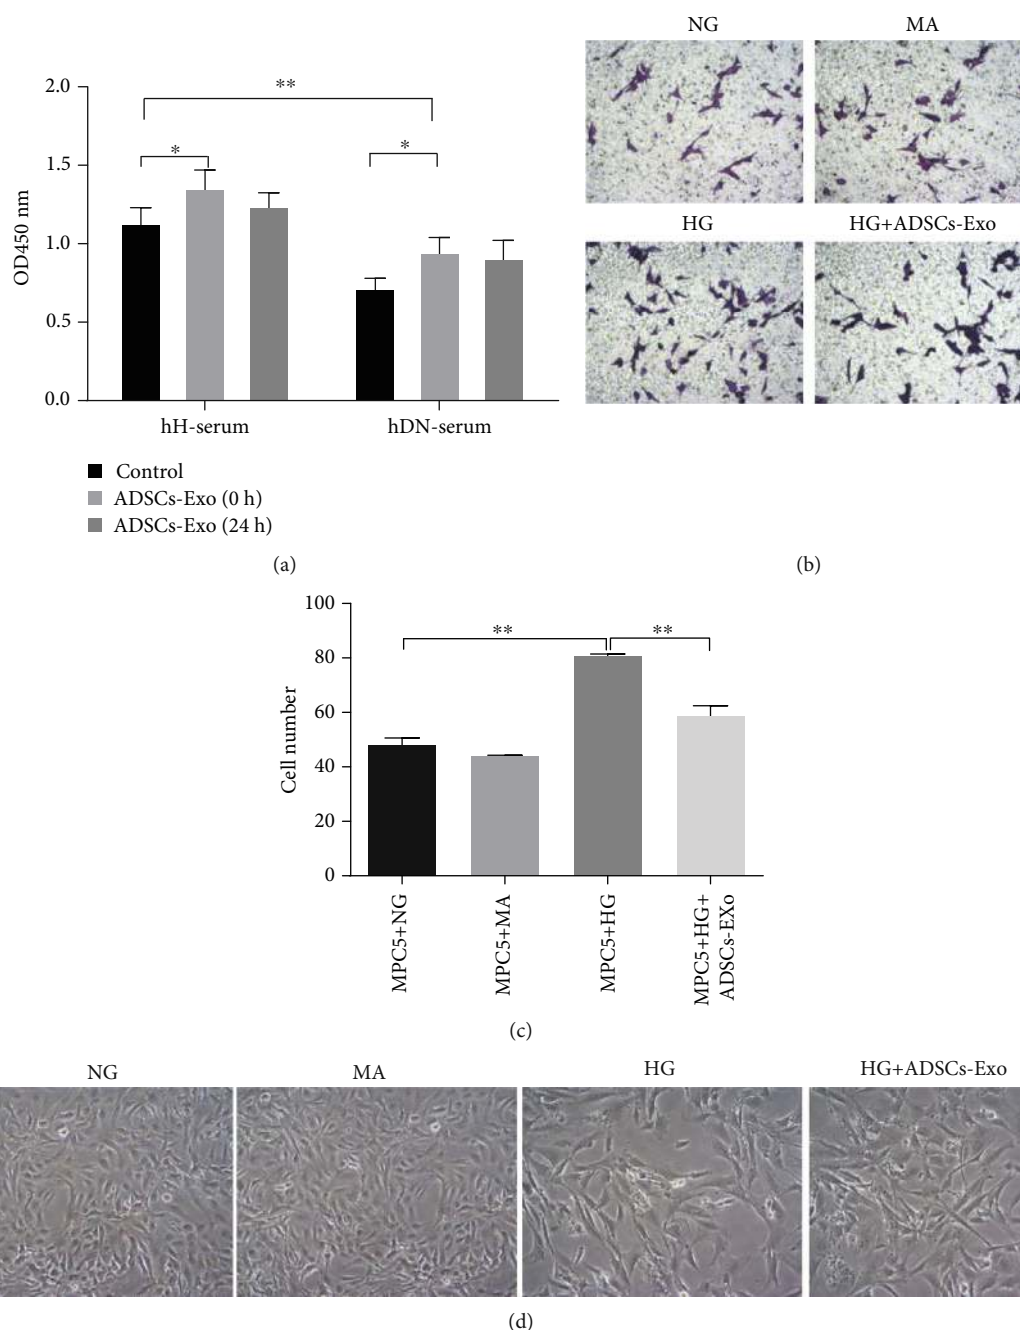 2.0
1.5
1.0
0.5
0.0
OD450 nm
**
*
*
hH-serum
hDN-serum
Control
ADSCs-Exo (0 h)
ADSCs-Exo (24 h)
(a)
NG
MA
HG
HG+ADSCs-Exo
(b)
100
80
60
40
20
0
Cell number
**
**
MPC5+NG
MPC5+MA
MPC5+HG
MPC5+HG+
ADSCs-EXo
(c)
NG
MA
HG
HG+ADSCs-Exo
(d)